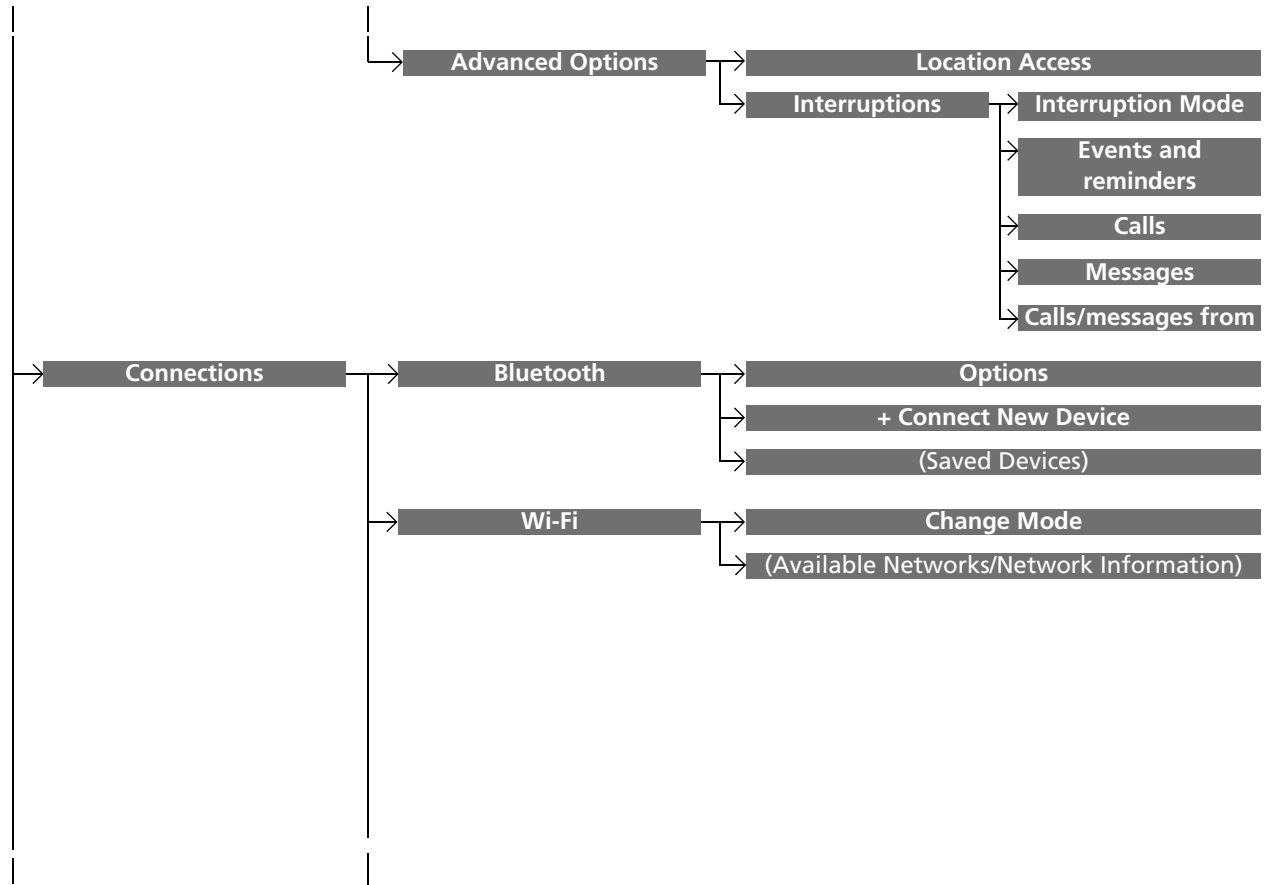 Advanced Options
Location Access
Interruptions
Interruption Mode
Events and
reminders
Calls
Messages
Calls/messages from
Connections
Bluetooth
Options
+ Connect New Device
(Saved Devices)
Wi-Fi
Change Mode
(Available Networks/Network Information)